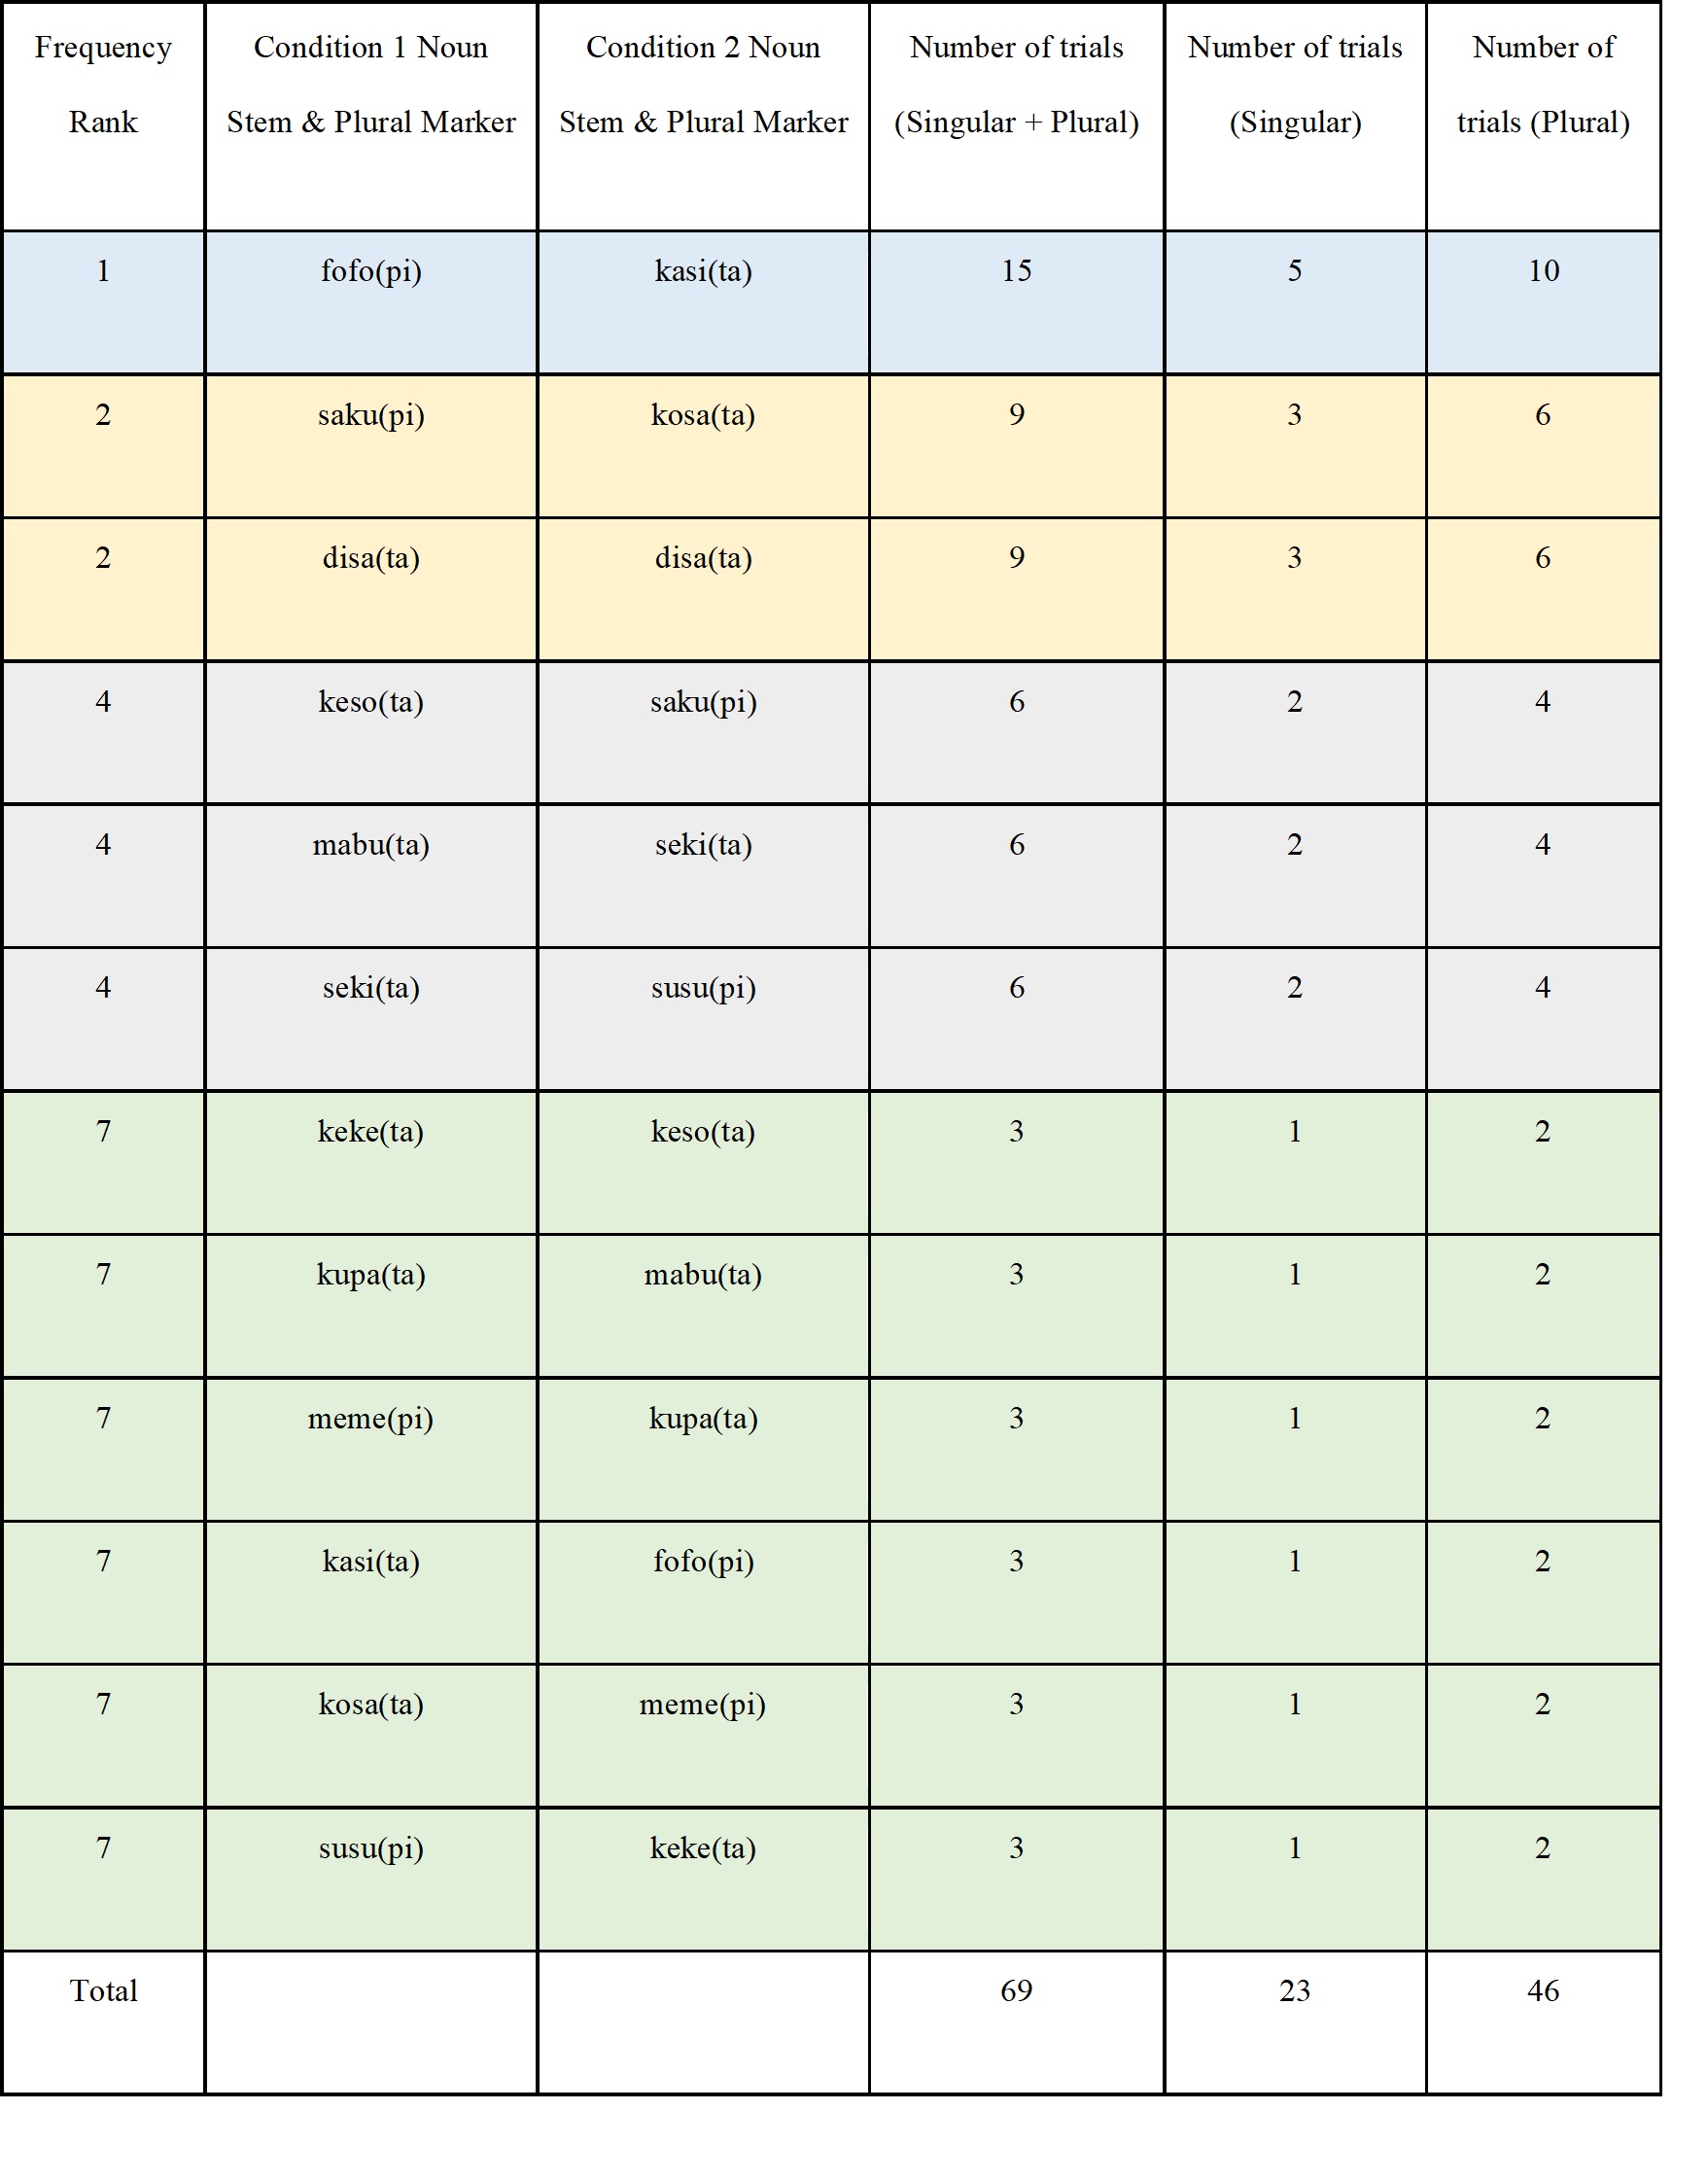 Frequency Rank | Condition 1 Noun Stem & Plural Marker | Condition 2 Noun Stem & Plural Marker | Number of trials (Singular + Plural) | Number of trials (Singular) | Number of trials (Plural)
1 | fofo(pi) | kasi(ta) | 15 | 5 | 10
2 | saku(pi) | kosa(ta) | 9 | 3 | 6
2 | disa(ta) | disa(ta) | 9 | 3 | 6
4 | keso(ta) | saku(pi) | 6 | 2 | 4
4 | mabu(ta) | seki(ta) | 6 | 2 | 4
4 | seki(ta) | susu(pi) | 6 | 2 | 4
7 | keke(ta) | keso(ta) | 3 | 1 | 2
7 | kupa(ta) | mabu(ta) | 3 | 1 | 2
7 | meme(pi) | kupa(ta) | 3 | 1 | 2
7 | kasi(ta) | fofo(pi) | 3 | 1 | 2
7 | kosa(ta) | meme(pi) | 3 | 1 | 2
7 | susu(pi) | keke(ta) | 3 | 1 | 2
Total | | | 69 | 23 | 46